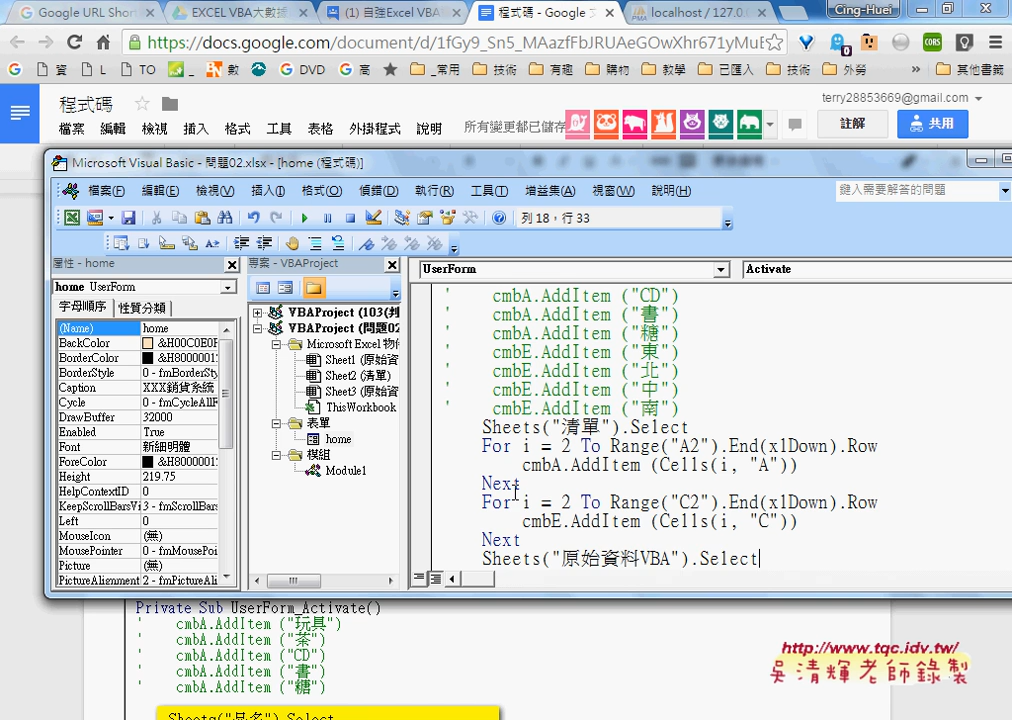 Google URL Short
EXCEL VBA大數據
(1) 自強Excel VBA
程式碼 - Google 文
localhost / 127.0.
Cing-Huei
https://docs.google.com/document/d/1fGy9_Sn5_MAazfFbJRUAeGOwXhr671yMuE
資
L
TO
數
DVD
高
_常用
技術
有趣
購物
教學
已匯入
技術
外勞
其他書籤
程式碼
terry28853669@gmail.com
檔案 編輯 檢視 插入 格式 工具 表格 外掛程式 說明
所有變更都已儲存
註解
共用
Microsoft Visual Basic - 問題02.xlsx - [home (程式碼)]
檔案(F) 編輯(E) 檢視(V) 插入(I) 格式(O) 偵錯(D) 執行(R) 工具(T) 增益集(A) 視窗(W) 說明(H)
鍵入需要解答的問題
列 18，行 33
屬性 - home
專案 - VBAProject
home UserForm
字母順序 性質分類
(Name) home
BackColor &H00C0E0F
BorderColor &H8000001
BorderStyle 0 - fmBorderSty
Caption XXX銷貨系統
Cycle 0 - fmCycleAllF
DrawBuffer 32000
Enabled True
Font 新細明體
ForeColor &H8000001
Height 219.75
HelpContextID 0
KeepScrollBarsVi 3 - fmScrollBars
Left 0
MouseIcon (無)
MousePointer 0 - fmMousePoi
Picture (無)
PictureAlignment 2 - fmPictureAli
VBAProject (問題02
Microsoft Excel 物件
Sheet1 (原始資
Sheet2 (清單)
Sheet3 (原始資
ThisWorkbook
表單
home
模組
Module1
UserForm
Activate
' cmbA.AddItem ("CD")
' cmbA.AddItem ("書")
' cmbA.AddItem ("糖")
' cmbE.AddItem ("東")
' cmbE.AddItem ("北")
' cmbE.AddItem ("中")
' cmbE.AddItem ("南")
Sheets("清單").Select
For i = 2 To Range("A2").End(xlDown).Row
cmbA.AddItem (Cells(i, "A"))
Next
For i = 2 To Range("C2").End(xlDown).Row
cmbE.AddItem (Cells(i, "C"))
Next
Sheets("原始資料VBA").Select
Private Sub UserForm_Activate()
' cmbA.AddItem ("玩具")
' cmbA.AddItem ("茶")
' cmbA.AddItem ("CD")
' cmbA.AddItem ("書")
' cmbA.AddItem ("糖")
Sheets("品名").Select
http://www.tqc.idv.tw/
吳清輝老師錄製